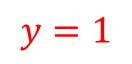 y = 1